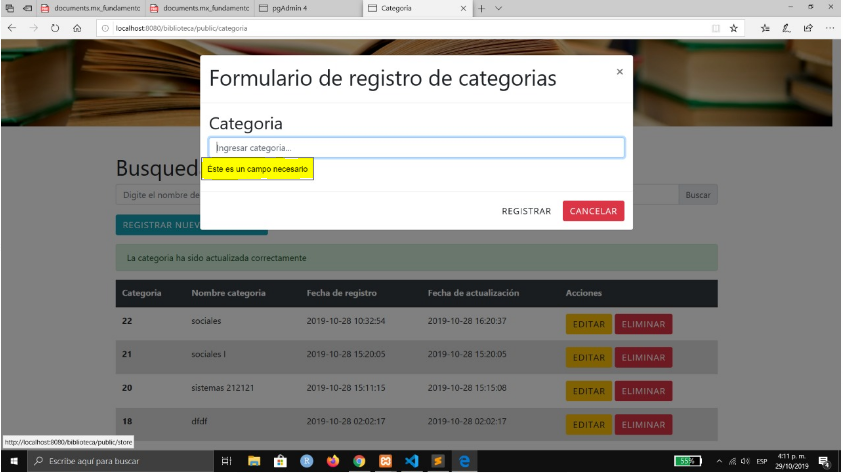 documents.mx_fundamento
documents.mx_fundamento
pgAdmin 4
Categoría
localhost:8080/biblioteca/public/categoria
Formulario de registro de categorias
×
Categoria
Ingresar categoria...
Éste es un campo necesario
REGISTRAR
CANCELAR
Busqued
Digite el nombre de
Buscar
REGISTRAR NUEV
La categoria ha sido actualizada correctamente
Categoria Nombre categoria Fecha de registro Fecha de actualización Acciones
22 sociales 2019-10-28 10:32:54 2019-10-28 16:20:37 EDITAR ELIMINAR
21 sociales I 2019-10-28 15:20:05 2019-10-28 15:20:05 EDITAR ELIMINAR
20 sistemas 212121 2019-10-28 15:11:15 2019-10-28 15:15:08 EDITAR ELIMINAR
18 dfdf 2019-10-28 02:02:17 2019-10-28 02:02:17 EDITAR ELIMINAR
http://localhost:8080/biblioteca/public/store
Escribe aquí para buscar
55%
ESP
4:11 p. m.
29/10/2019